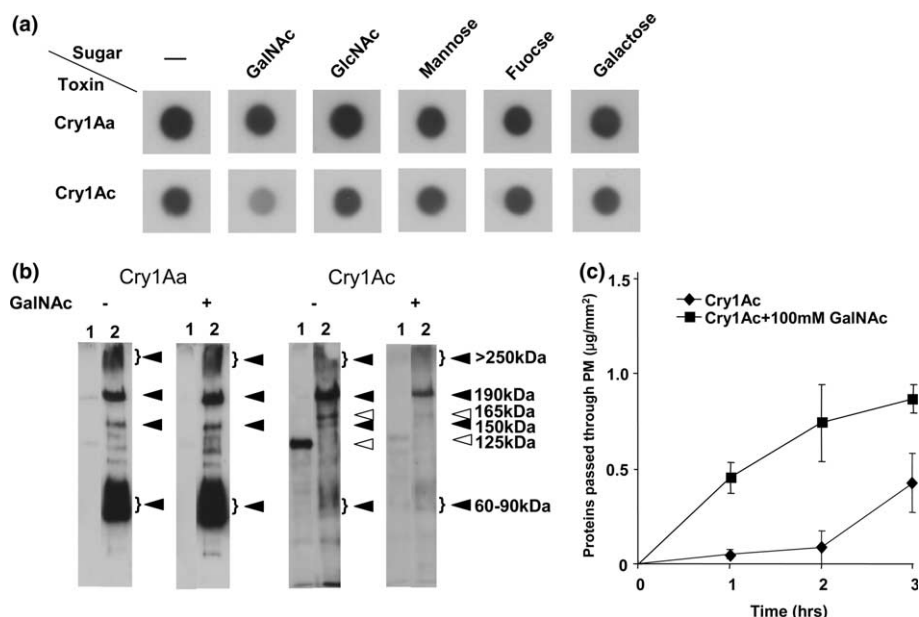 (a)
Sugar — GalNAc GlcNAc Mannose Fuocse Galactose
Toxin
Cry1Aa
Cry1Ac
(b)
Cry1Aa Cry1Ac
GalNAc - + - +
1 2 1 2 1 2 1 2
>250kDa
190kDa
165kDa
150kDa
125kDa
60-90kDa
(c)
1.5
Cry1Ac
Cry1Ac+100mM GalNAc
1.0
0.5
0
Proteins passed through PM (μg/mm²)
0 1 2 3
Time (hrs)